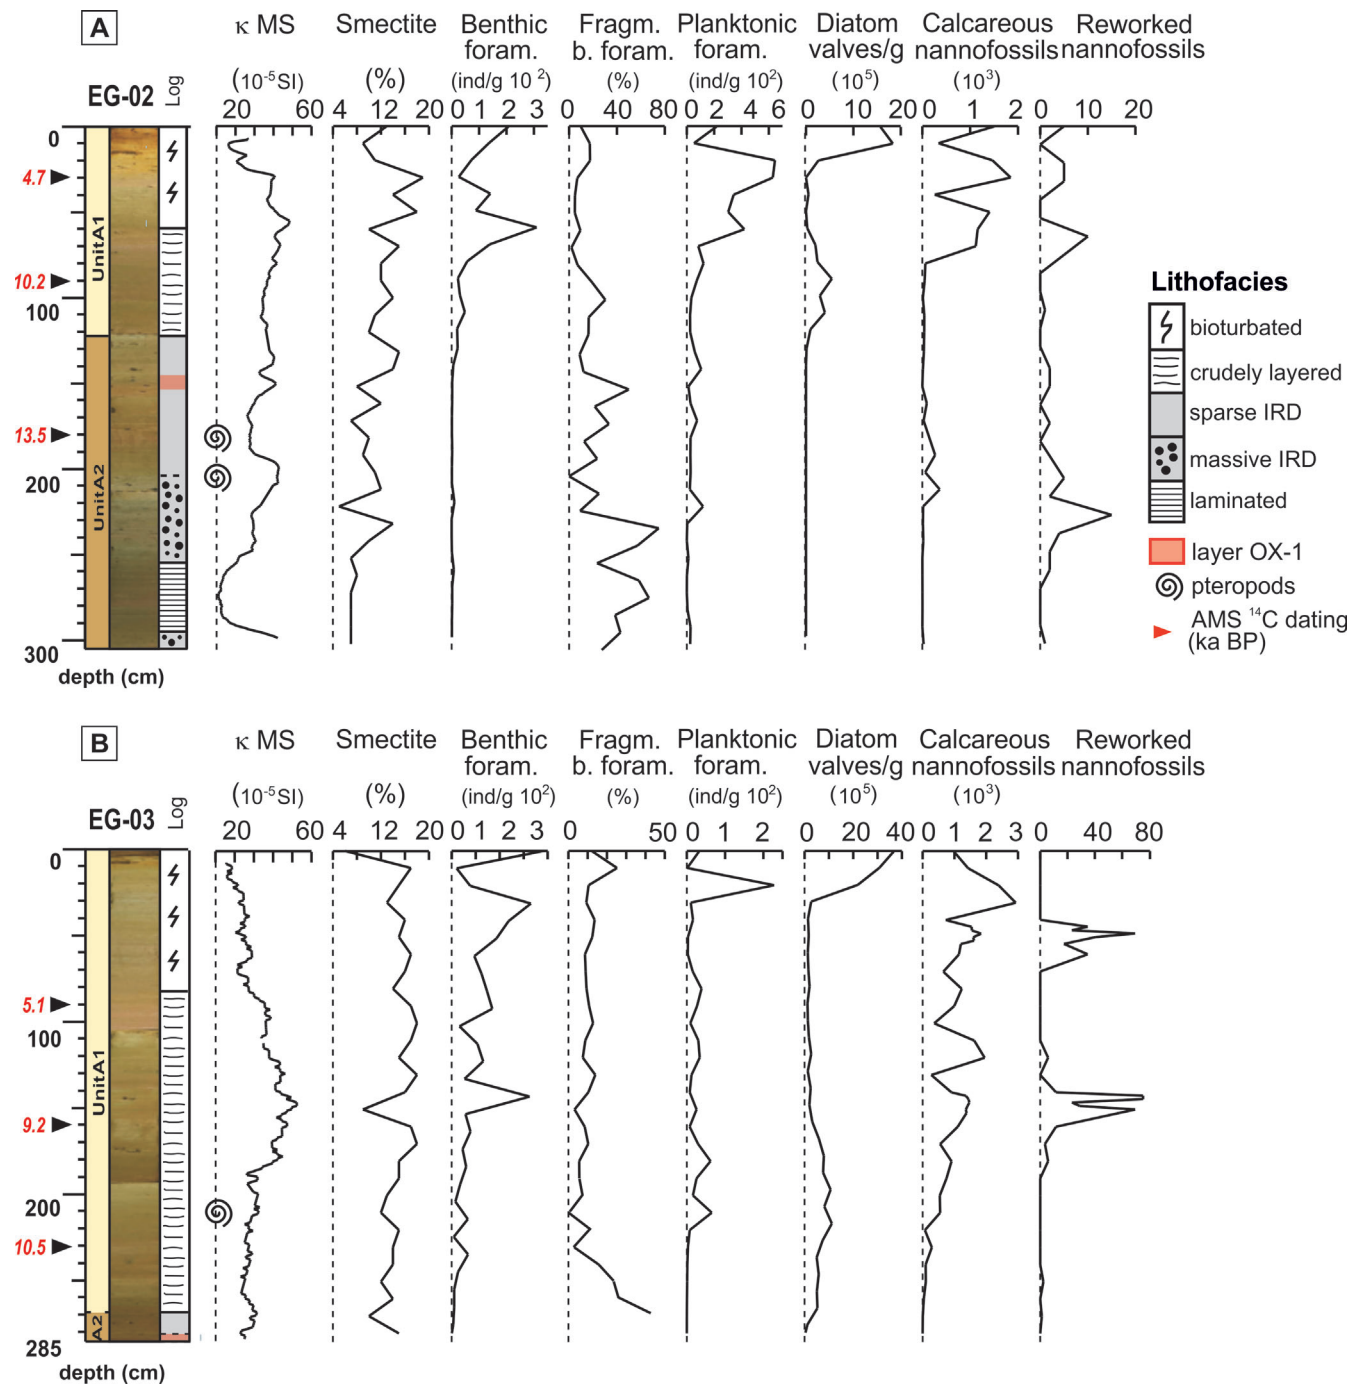 A
κ MS
Smectite
Benthic
foram.
Fragm.
b. foram.
Planktonic
foram.
Diatom
valves/g
Calcareous
nannofossils
Reworked
nannofossils
EG-02
Log
(10⁻⁵SI)
(%)
(ind/g 10 ²)
(%)
(ind/g 10²)
(10⁵)
(10³)
20 60
4 12 20
0 1 2 3
0 40 80
0 2 4 6
0 10 20
0 1 2
0 10 20
0
4.7
UnitA1
10.2
100
13.5
UnitA2
200
300
depth (cm)
Lithofacies
bioturbated
crudely layered
sparse IRD
massive IRD
laminated
layer OX-1
pteropods
AMS ¹⁴C dating
(ka BP)
B
κ MS
Smectite
Benthic
foram.
Fragm.
b. foram.
Planktonic
foram.
Diatom
valves/g
Calcareous
nannofossils
Reworked
nannofossils
EG-03
Log
(10⁻⁵SI)
(%)
(ind/g 10²)
(%)
(ind/g 10²)
(10⁵)
(10³)
20 60
4 12 20
0 1 2 3
0 50
0 1 2
0 20 40
0 1 2 3
0 40 80
0
5.1
100
UnitA1
9.2
200
10.5
A2
285
depth (cm)